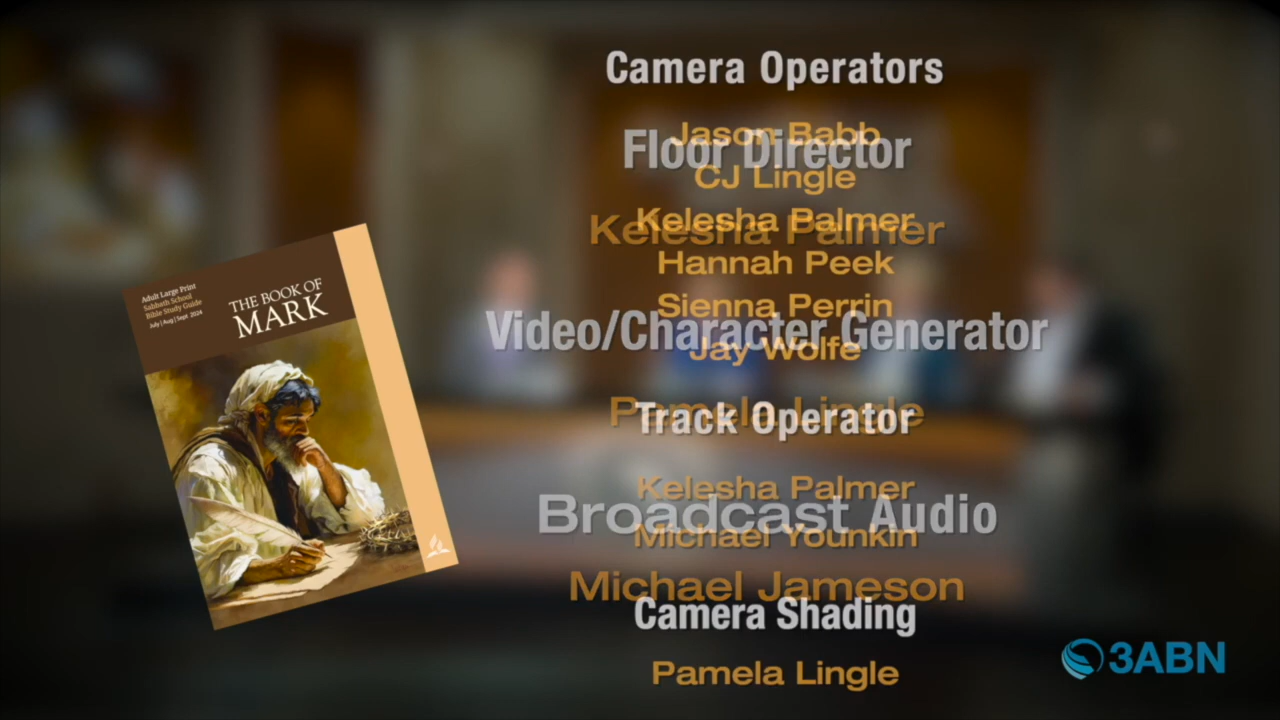 Camera Operators
Jason Babb
Floor Director
CJ Lingle
Kelesha Palmer
Kelesha Palmer
Hannah Peek
Sienna Perrin
Video/Character Generator
Jay Wolfe
Pamela Lingle
Track Operator
Kelesha Palmer
Broadcast Audio
Michael Younkin
Michael Jameson
Camera Shading
Pamela Lingle
Adult Large Print
Sabbath School
Bible Study Guide
July | Aug | Sept 2024
THE BOOK OF
MARK
3ABN